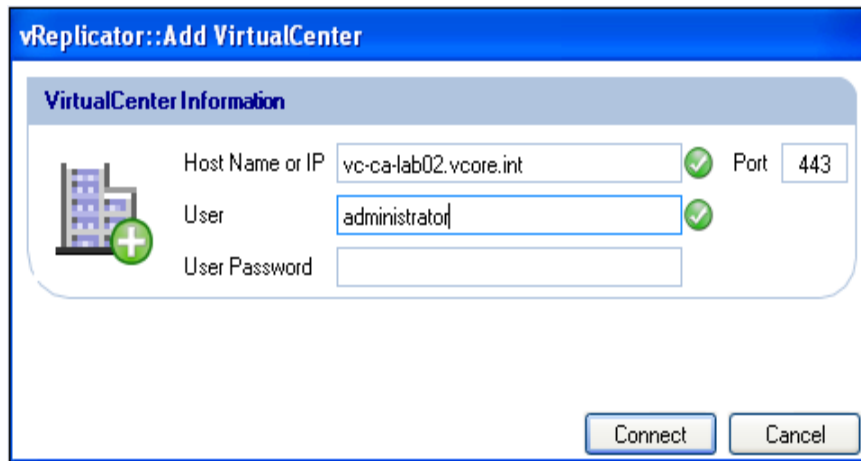 vReplicator::Add VirtualCenter
VirtualCenter Information
Host Name or IP vc-ca-lab02.vcore.int Port 443
User administrator
User Password
Connect Cancel